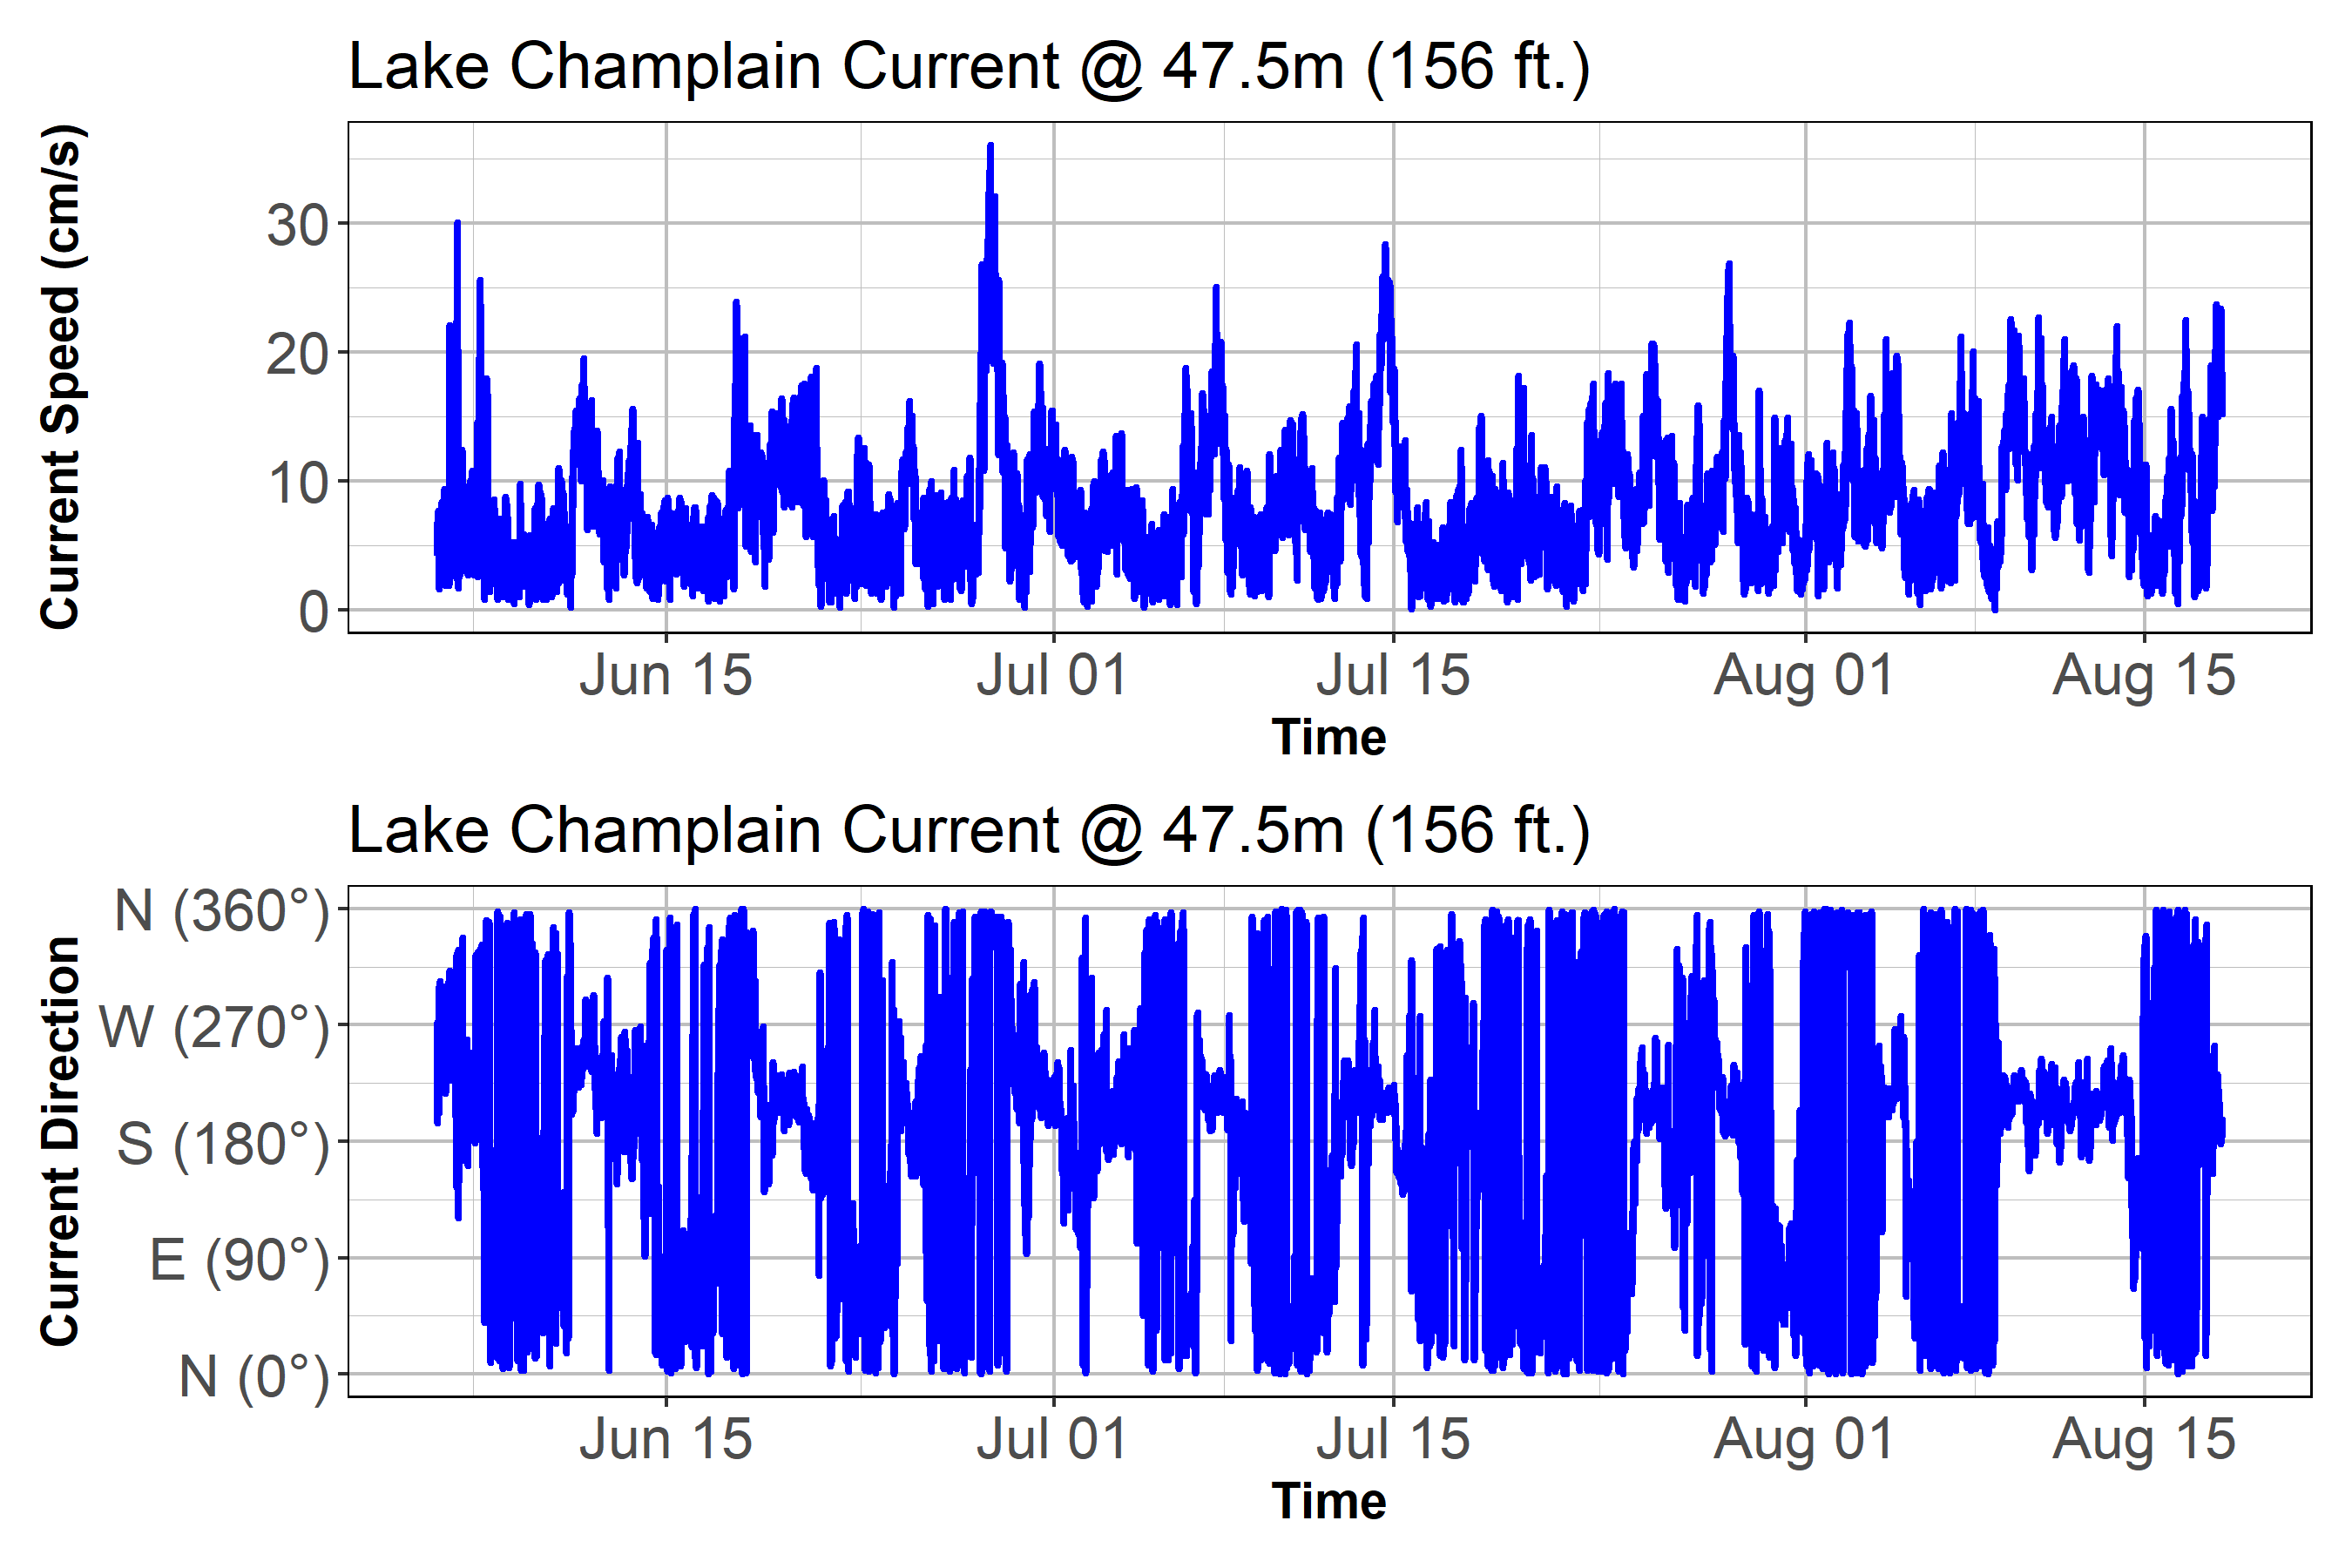 Lake Champlain Current @ 47.5m (156 ft.)
Current Speed (cm/s)
30
20
10
0
Jun 15 Jul 01 Jul 15 Aug 01 Aug 15
Time
Lake Champlain Current @ 47.5m (156 ft.)
Current Direction
N (360°)
W (270°)
S (180°)
E (90°)
N (0°)
Jun 15 Jul 01 Jul 15 Aug 01 Aug 15
Time